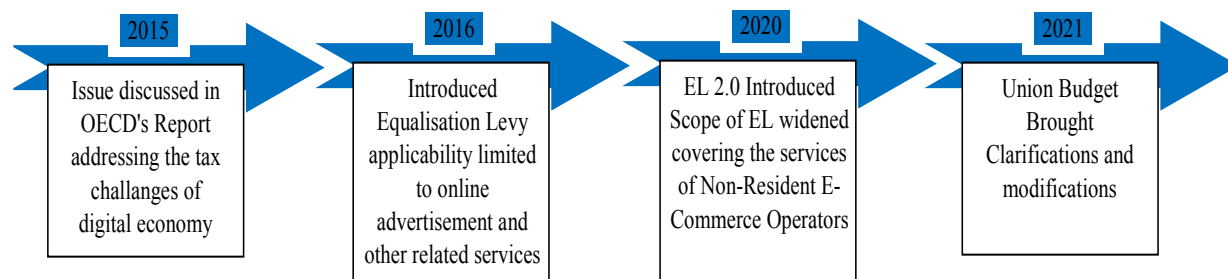 2015
Issue discussed in
OECD's Report
addressing the tax
challanges of
digital economy
2016
Introduced
Equalisation Levy
applicability limited
to online
advertisement and
other related services
2020
EL 2.0 Introduced
Scope of EL widened
covering the services
of Non-Resident E-
Commerce Operators
2021
Union Budget
Brought
Clarifications and
modifications